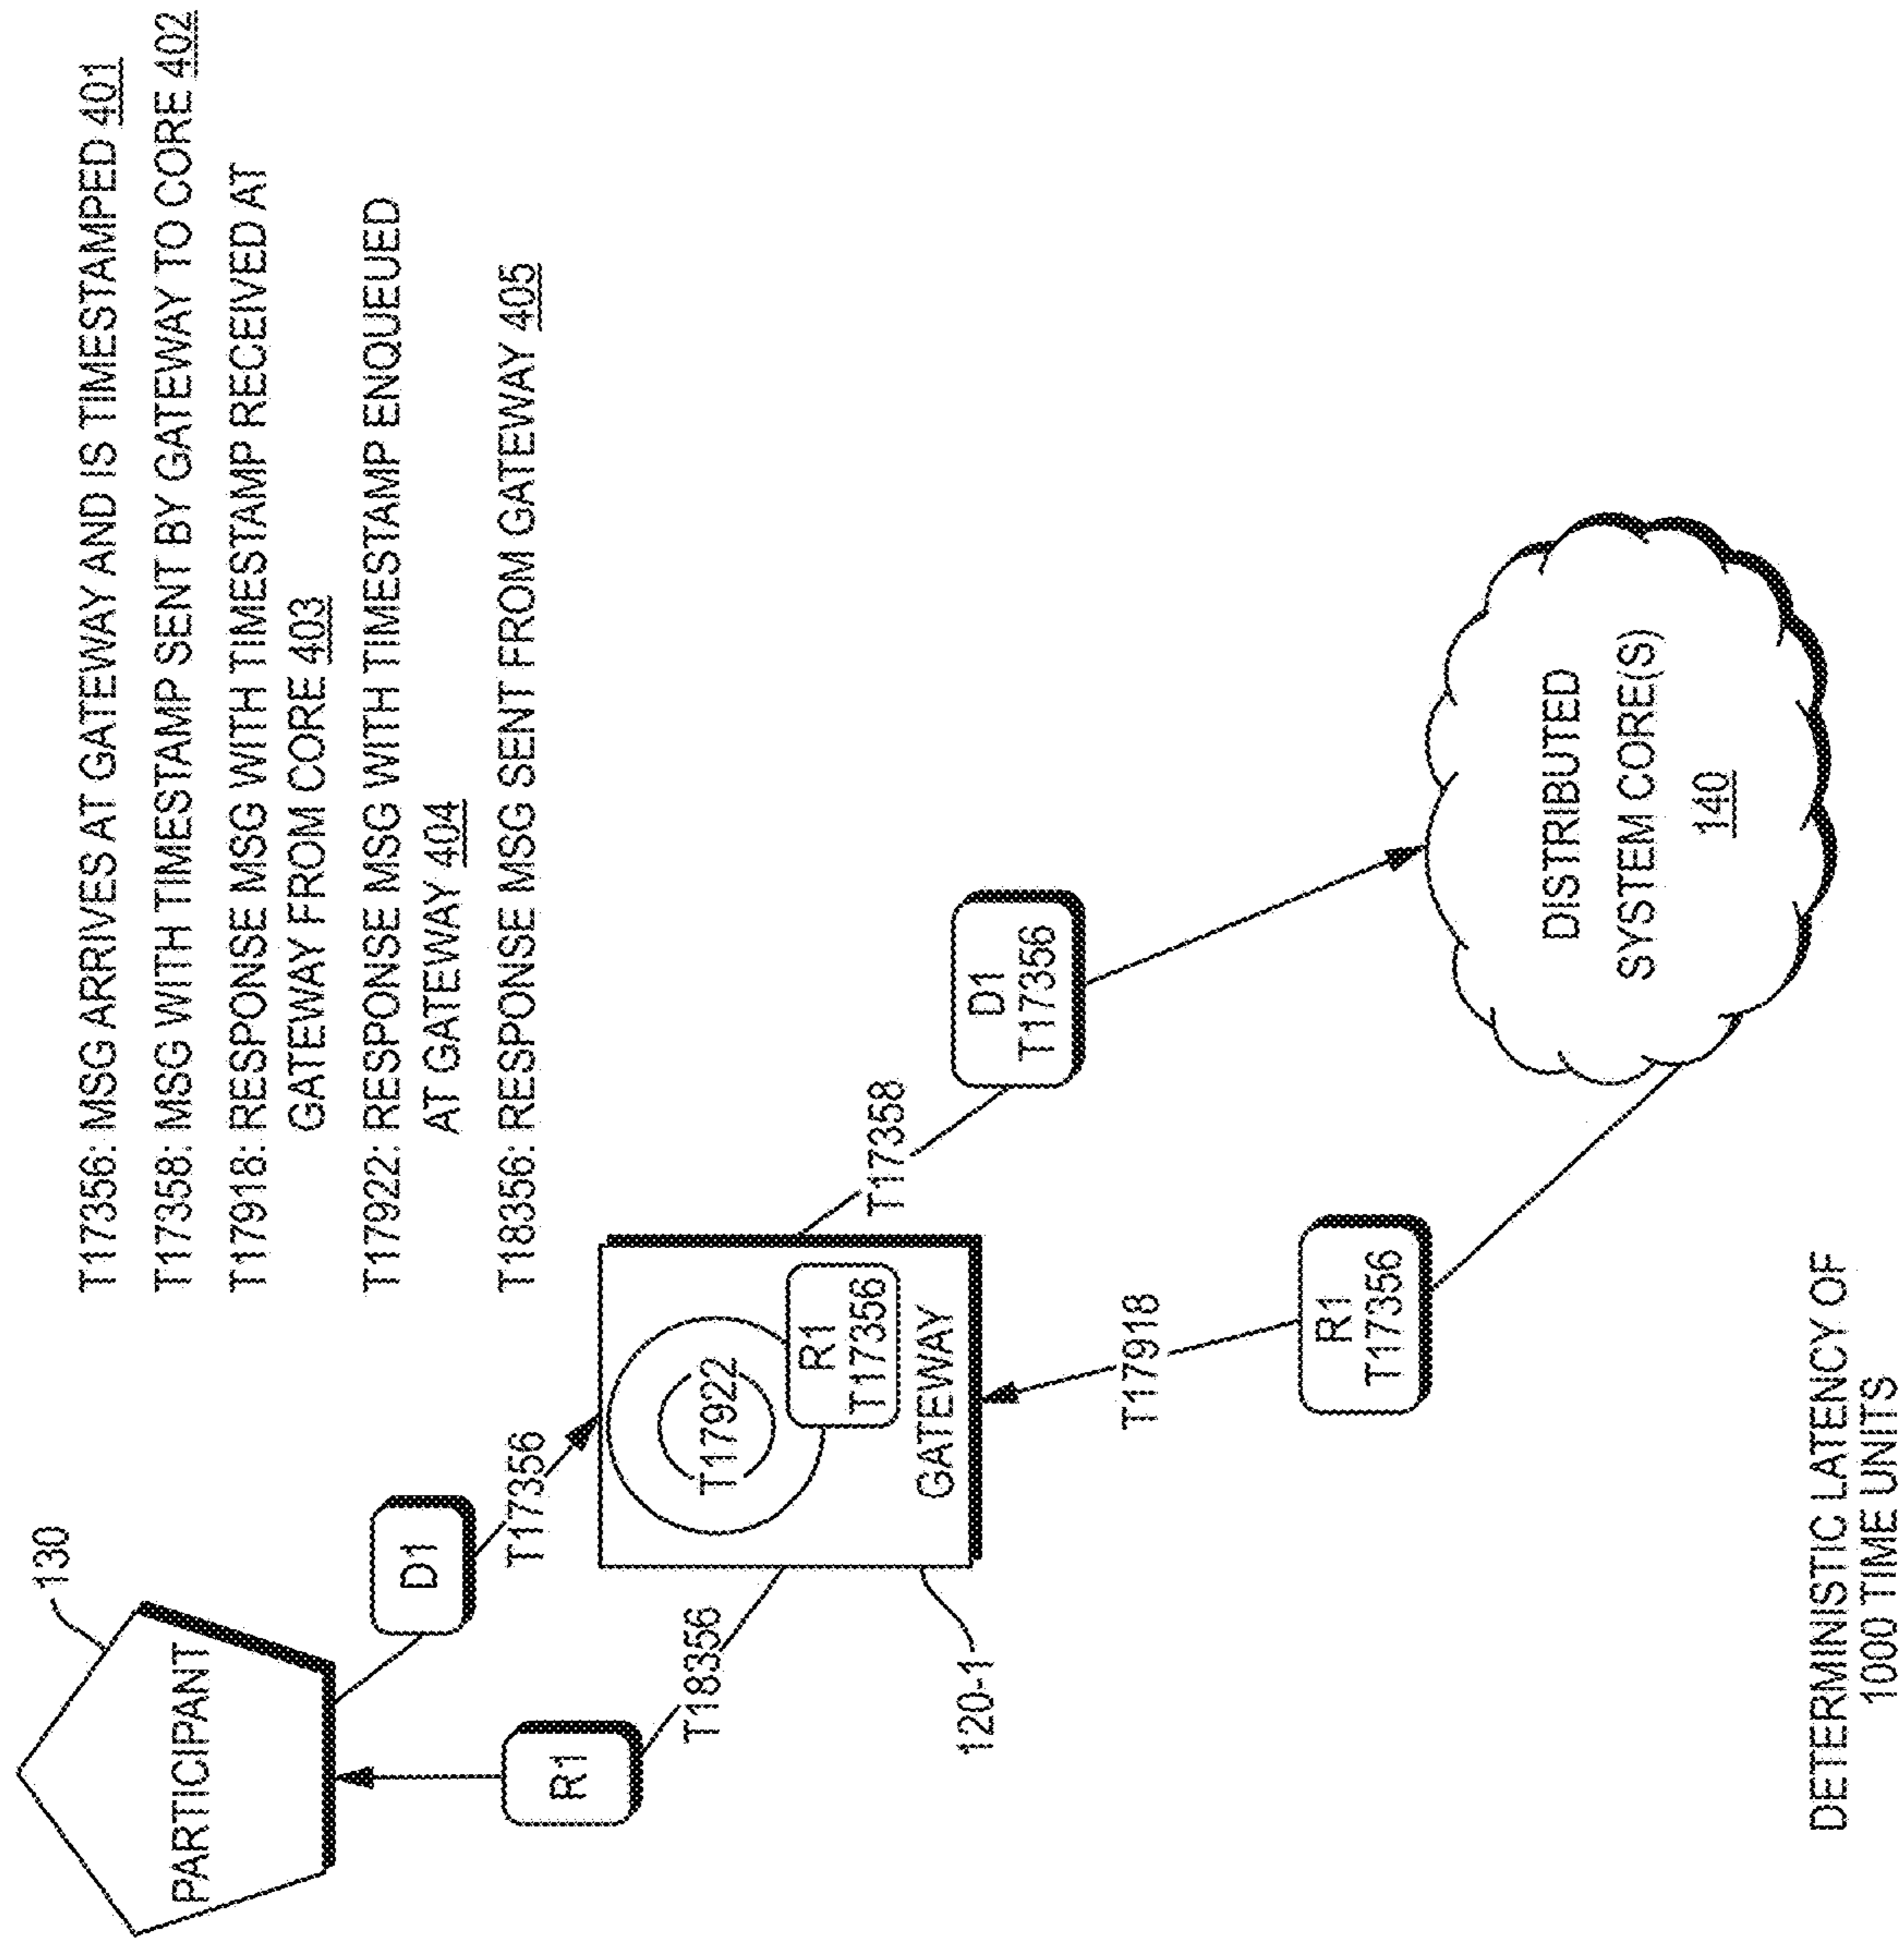 T17356: MSG ARRIVES AT GATEWAY AND IS TIMESTAMPED 401
T17358: MSG WITH TIMESTAMP SENT BY GATEWAY TO CORE 402
T17918: RESPONSE MSG WITH TIMESTAMP RECEIVED AT
GATEWAY FROM CORE 403
T17922: RESPONSE MSG WITH TIMESTAMP ENQUEUED
AT GATEWAY 404
T18356: RESPONSE MSG SENT FROM GATEWAY 405
130
PARTICIPANT
D1
T17356
R1
T18356
120-1
T17922
R1
T17356
GATEWAY
T17358
D1
T17356
T17918
R1
T17356
DISTRIBUTED
SYSTEM CORE(S)
140
DETERMINISTIC LATENCY OF
1000 TIME UNITS